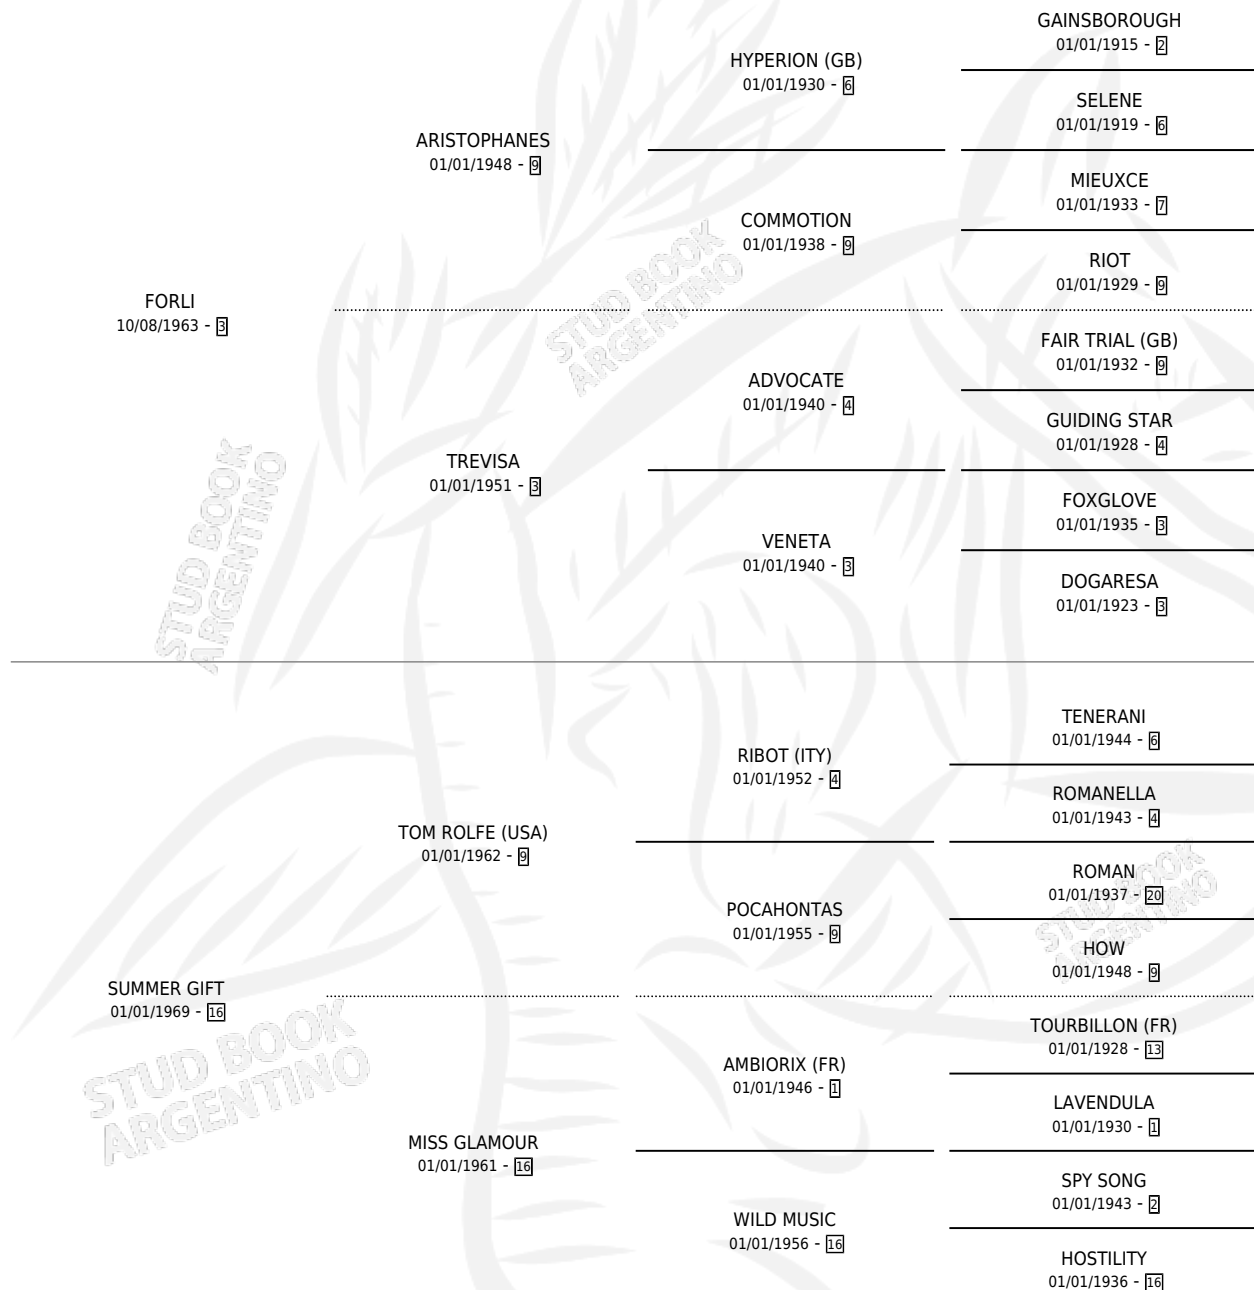 GAINSBOROUGH
01/01/1915 - 2
HYPERION (GB)
01/01/1930 - 6
SELENE
01/01/1919 - 6
ARISTOPHANES
01/01/1948 - 9
MIEUXCE
01/01/1933 - 7
COMMOTION
01/01/1938 - 9
RIOT
01/01/1929 - 9
FORLI
10/08/1963 - 3
FAIR TRIAL (GB)
01/01/1932 - 9
ADVOCATE
01/01/1940 - 4
GUIDING STAR
01/01/1928 - 4
TREVISA
01/01/1951 - 3
FOXGLOVE
01/01/1935 - 3
VENETA
01/01/1940 - 3
DOGARESA
01/01/1923 - 3
TENERANI
01/01/1944 - 6
RIBOT (ITY)
01/01/1952 - 4
ROMANELLA
01/01/1943 - 4
TOM ROLFE (USA)
01/01/1962 - 9
ROMAN
01/01/1937 - 20
POCAHONTAS
01/01/1955 - 9
HOW
01/01/1948 - 9
SUMMER GIFT
01/01/1969 - 16
TOURBILLON (FR)
01/01/1928 - 13
AMBIORIX (FR)
01/01/1946 - 1
LAVENDULA
01/01/1930 - 1
MISS GLAMOUR
01/01/1961 - 16
SPY SONG
01/01/1943 - 2
WILD MUSIC
01/01/1956 - 16
HOSTILITY
01/01/1936 - 16
STUD BOOK
ARGENTINO
STUD BOOK
ARGENTINO
STUD BOOK
ARGENTINO
STUD BOOK
ARGENTINO